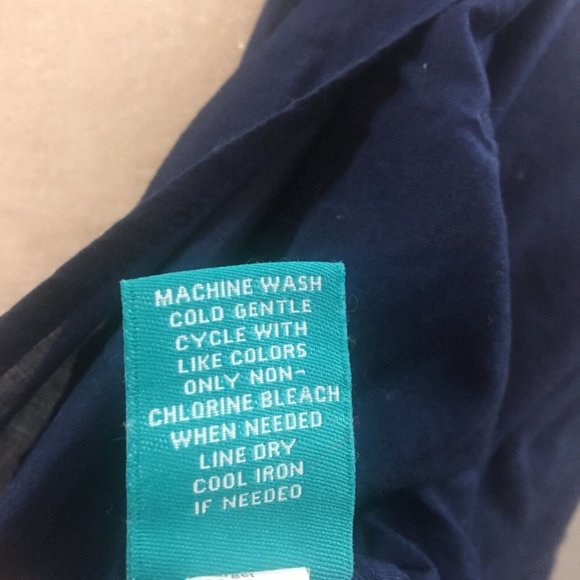 MACHINE WASH
COLD GENTLE
CYCLE WITH
LIKE COLORS
ONLY NON-
CHLORINE BLEACH
WHEN NEEDED
LINE DRY
COOL IRON
IF NEEDED